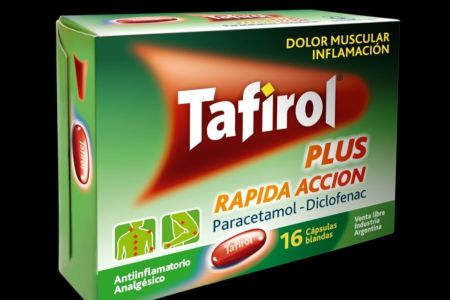 DOLOR MUSCULAR
INFLAMACIÓN
Tafirol
PLUS
RAPIDA ACCION
Paracetamol - Diclofenac
Tafirol
16 Cápsulas blandas
Venta libre
Industria
Argentina
Antiinflamatorio
Analgésico
Tafirol